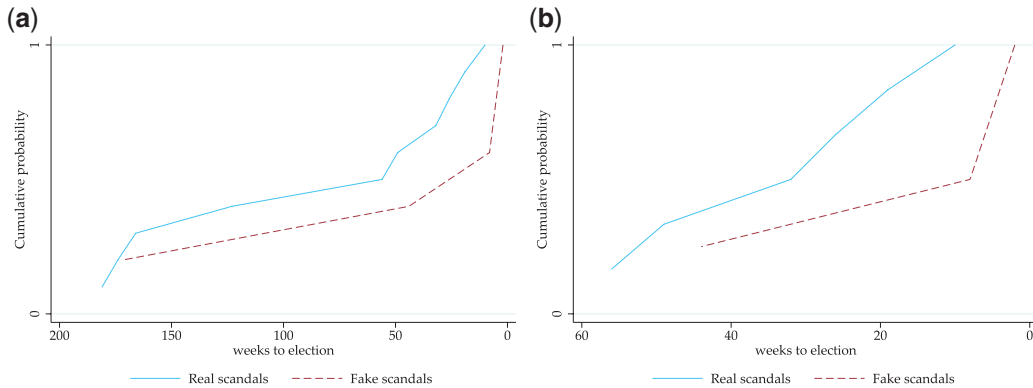 (a)
Cumulative probability
1
0
200
150
100
50
0
weeks to election
Real scandals
Fake scandals
(b)
Cumulative probability
1
0
60
40
20
0
weeks to election
Real scandals
Fake scandals